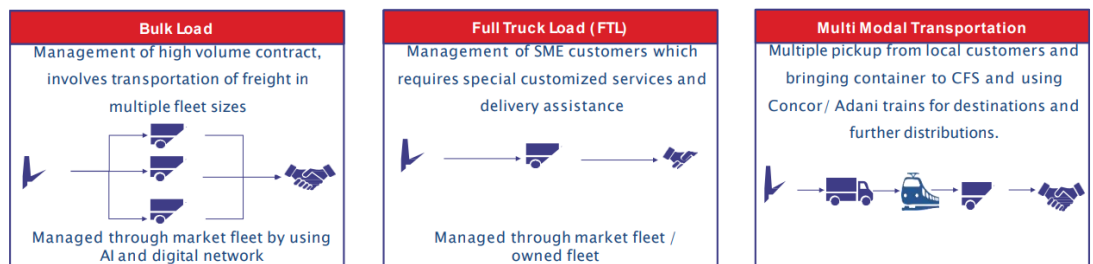 Bulk Load
Management of high volume contract,
involves transportation of freight in
multiple fleet sizes
Managed through market fleet by using
AI and digital network
Full Truck Load ( FTL)
Management of SME customers which
requires special customized services and
delivery assistance
Managed through market fleet /
owned fleet
Multi Modal Transportation
Multiple pickup from local customers and
bringing container to CFS and using
Concor/ Adani trains for destinations and
further distributions.